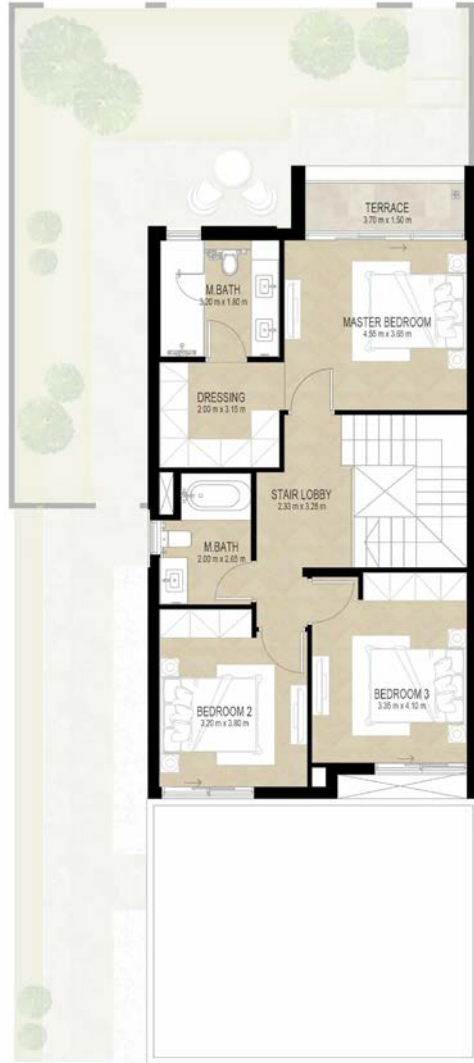 TERRACE
3.70 m x 1.50 m
M.BATH
3.20 m x 1.80 m
MASTER BEDROOM
4.55 m x 3.65 m
DRESSING
2.00 m x 3.15 m
STAIR LOBBY
2.30 m x 3.25 m
M.BATH
2.00 m x 2.65 m
BEDROOM 2
3.20 m x 3.80 m
BEDROOM 3
3.35 m x 4.10 m